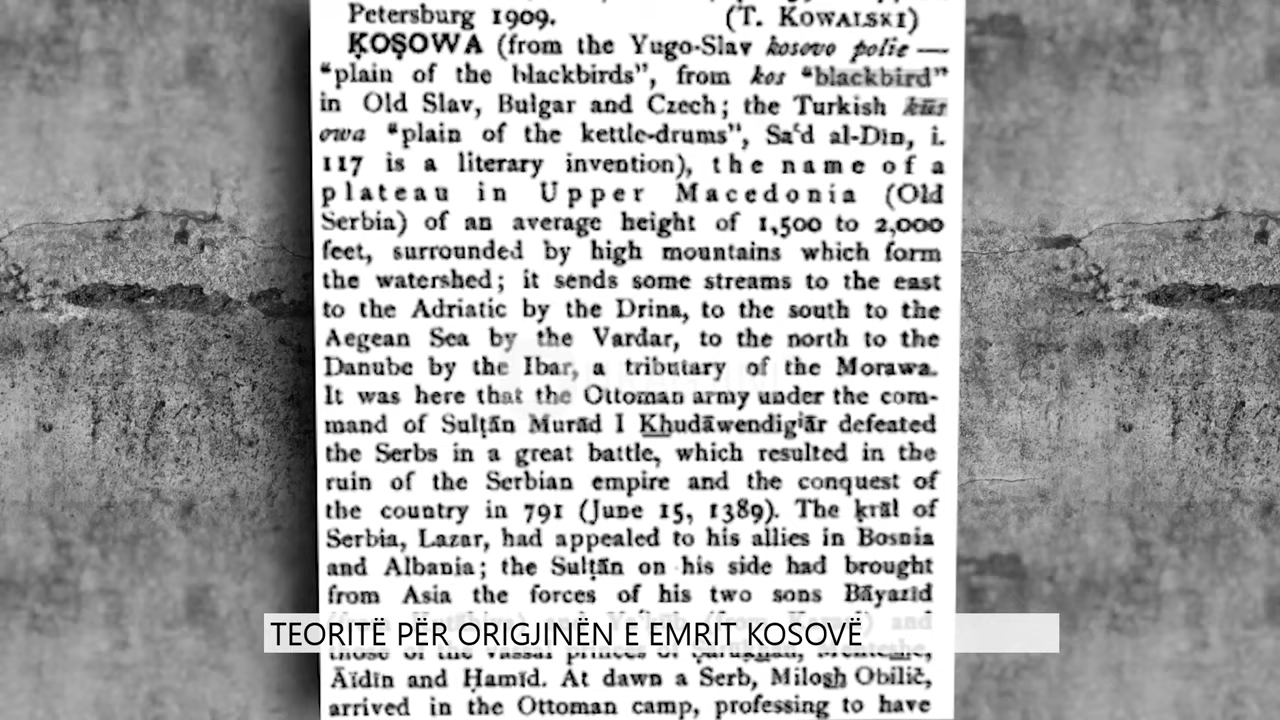 Petersburg 1909. (T. KOWALSKI)
ḲOṢOWA (from the Yugo-Slav kosovo polie —
"plain of the blackbirds", from kos "blackbird"
in Old Slav, Bulgar and Czech; the Turkish kūs
owa "plain of the kettle-drums", Saʿd al-Dīn, i.
117 is a literary invention), the name of a
plateau in Upper Macedonia (Old
Serbia) of an average height of 1,500 to 2,000
feet, surrounded by high mountains which form
the watershed; it sends some streams to the east
to the Adriatic by the Drina, to the south to the
Aegean Sea by the Vardar, to the north to the
Danube by the Ibar, a tributary of the Morawa.
It was here that the Ottoman army under the com-
mand of Sulṭān Murād I Khudāwendigʲār defeated
the Serbs in a great battle, which resulted in the
ruin of the Serbian empire and the conquest of
the country in 791 (June 15, 1389). The ḳrāl of
Serbia, Lazar, had appealed to his allies in Bosnia
and Albania; the Sulṭān on his side had brought
from Asia the forces of his two sons Bāyazīd
and
TEORITË PËR ORIGJINËN E EMRIT KOSOVË
those of the vassal princes of
Āïdīn and Ḥamīd. At dawn a Serb, Milosh Obilič,
arrived in the Ottoman camp, professing to have